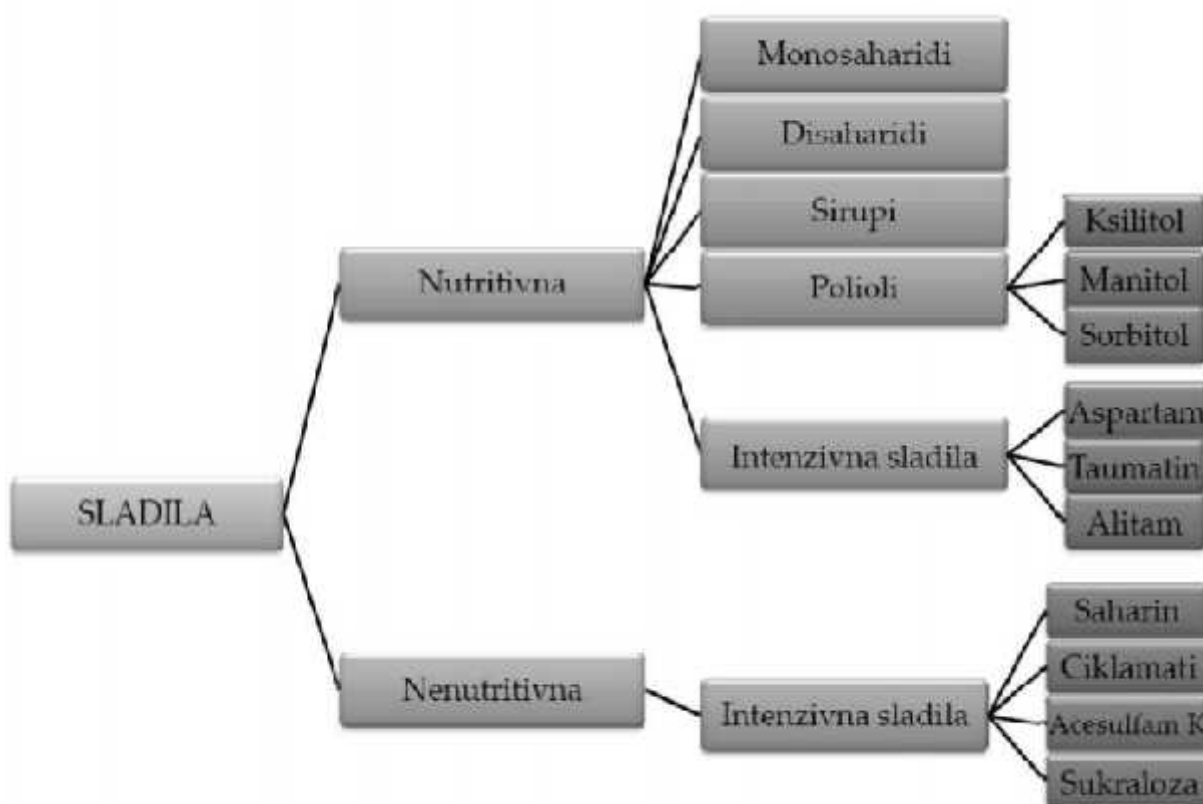 SLADILA
Nutritivna
Monosaharidi
Disaharidi
Sirupi
Polioli
Ksilitol
Manitol
Sorbitol
Intenzivna sladila
Aspartam
Taumatin
Alitam
Nenutritivna
Intenzivna sladila
Saharin
Ciklamati
Acesulfam K
Sukraloza